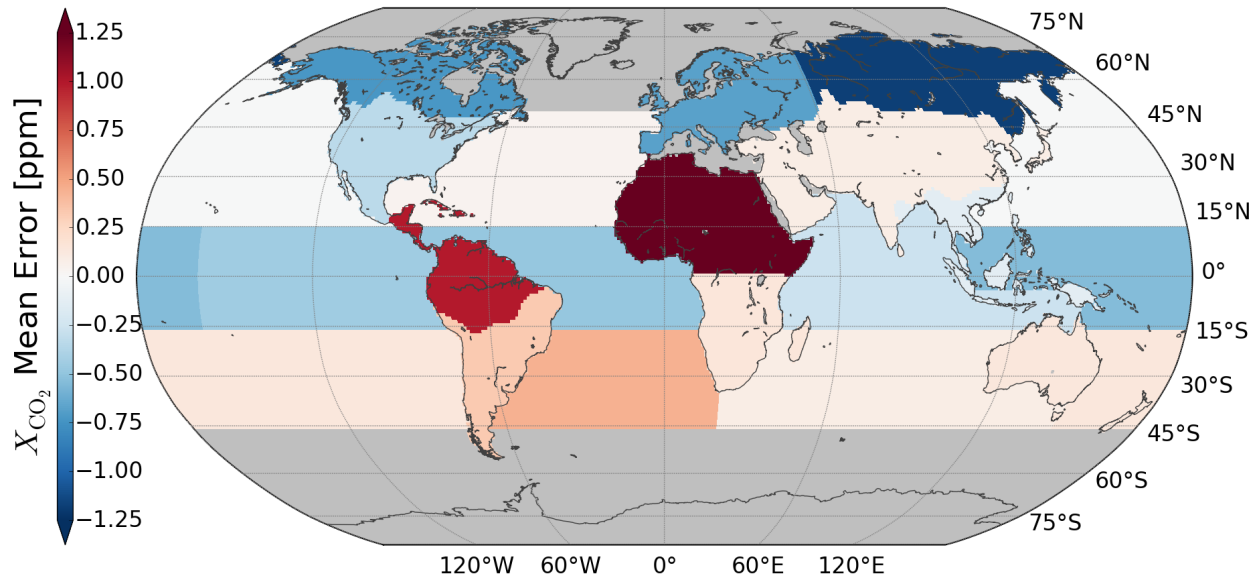 X_CO2 Mean Error [ppm]
1.25
1.00
0.75
0.50
0.25
0.00
−0.25
−0.50
−0.75
−1.00
−1.25
75°N
60°N
45°N
30°N
15°N
0°
15°S
30°S
45°S
60°S
75°S
120°W 60°W 0° 60°E 120°E